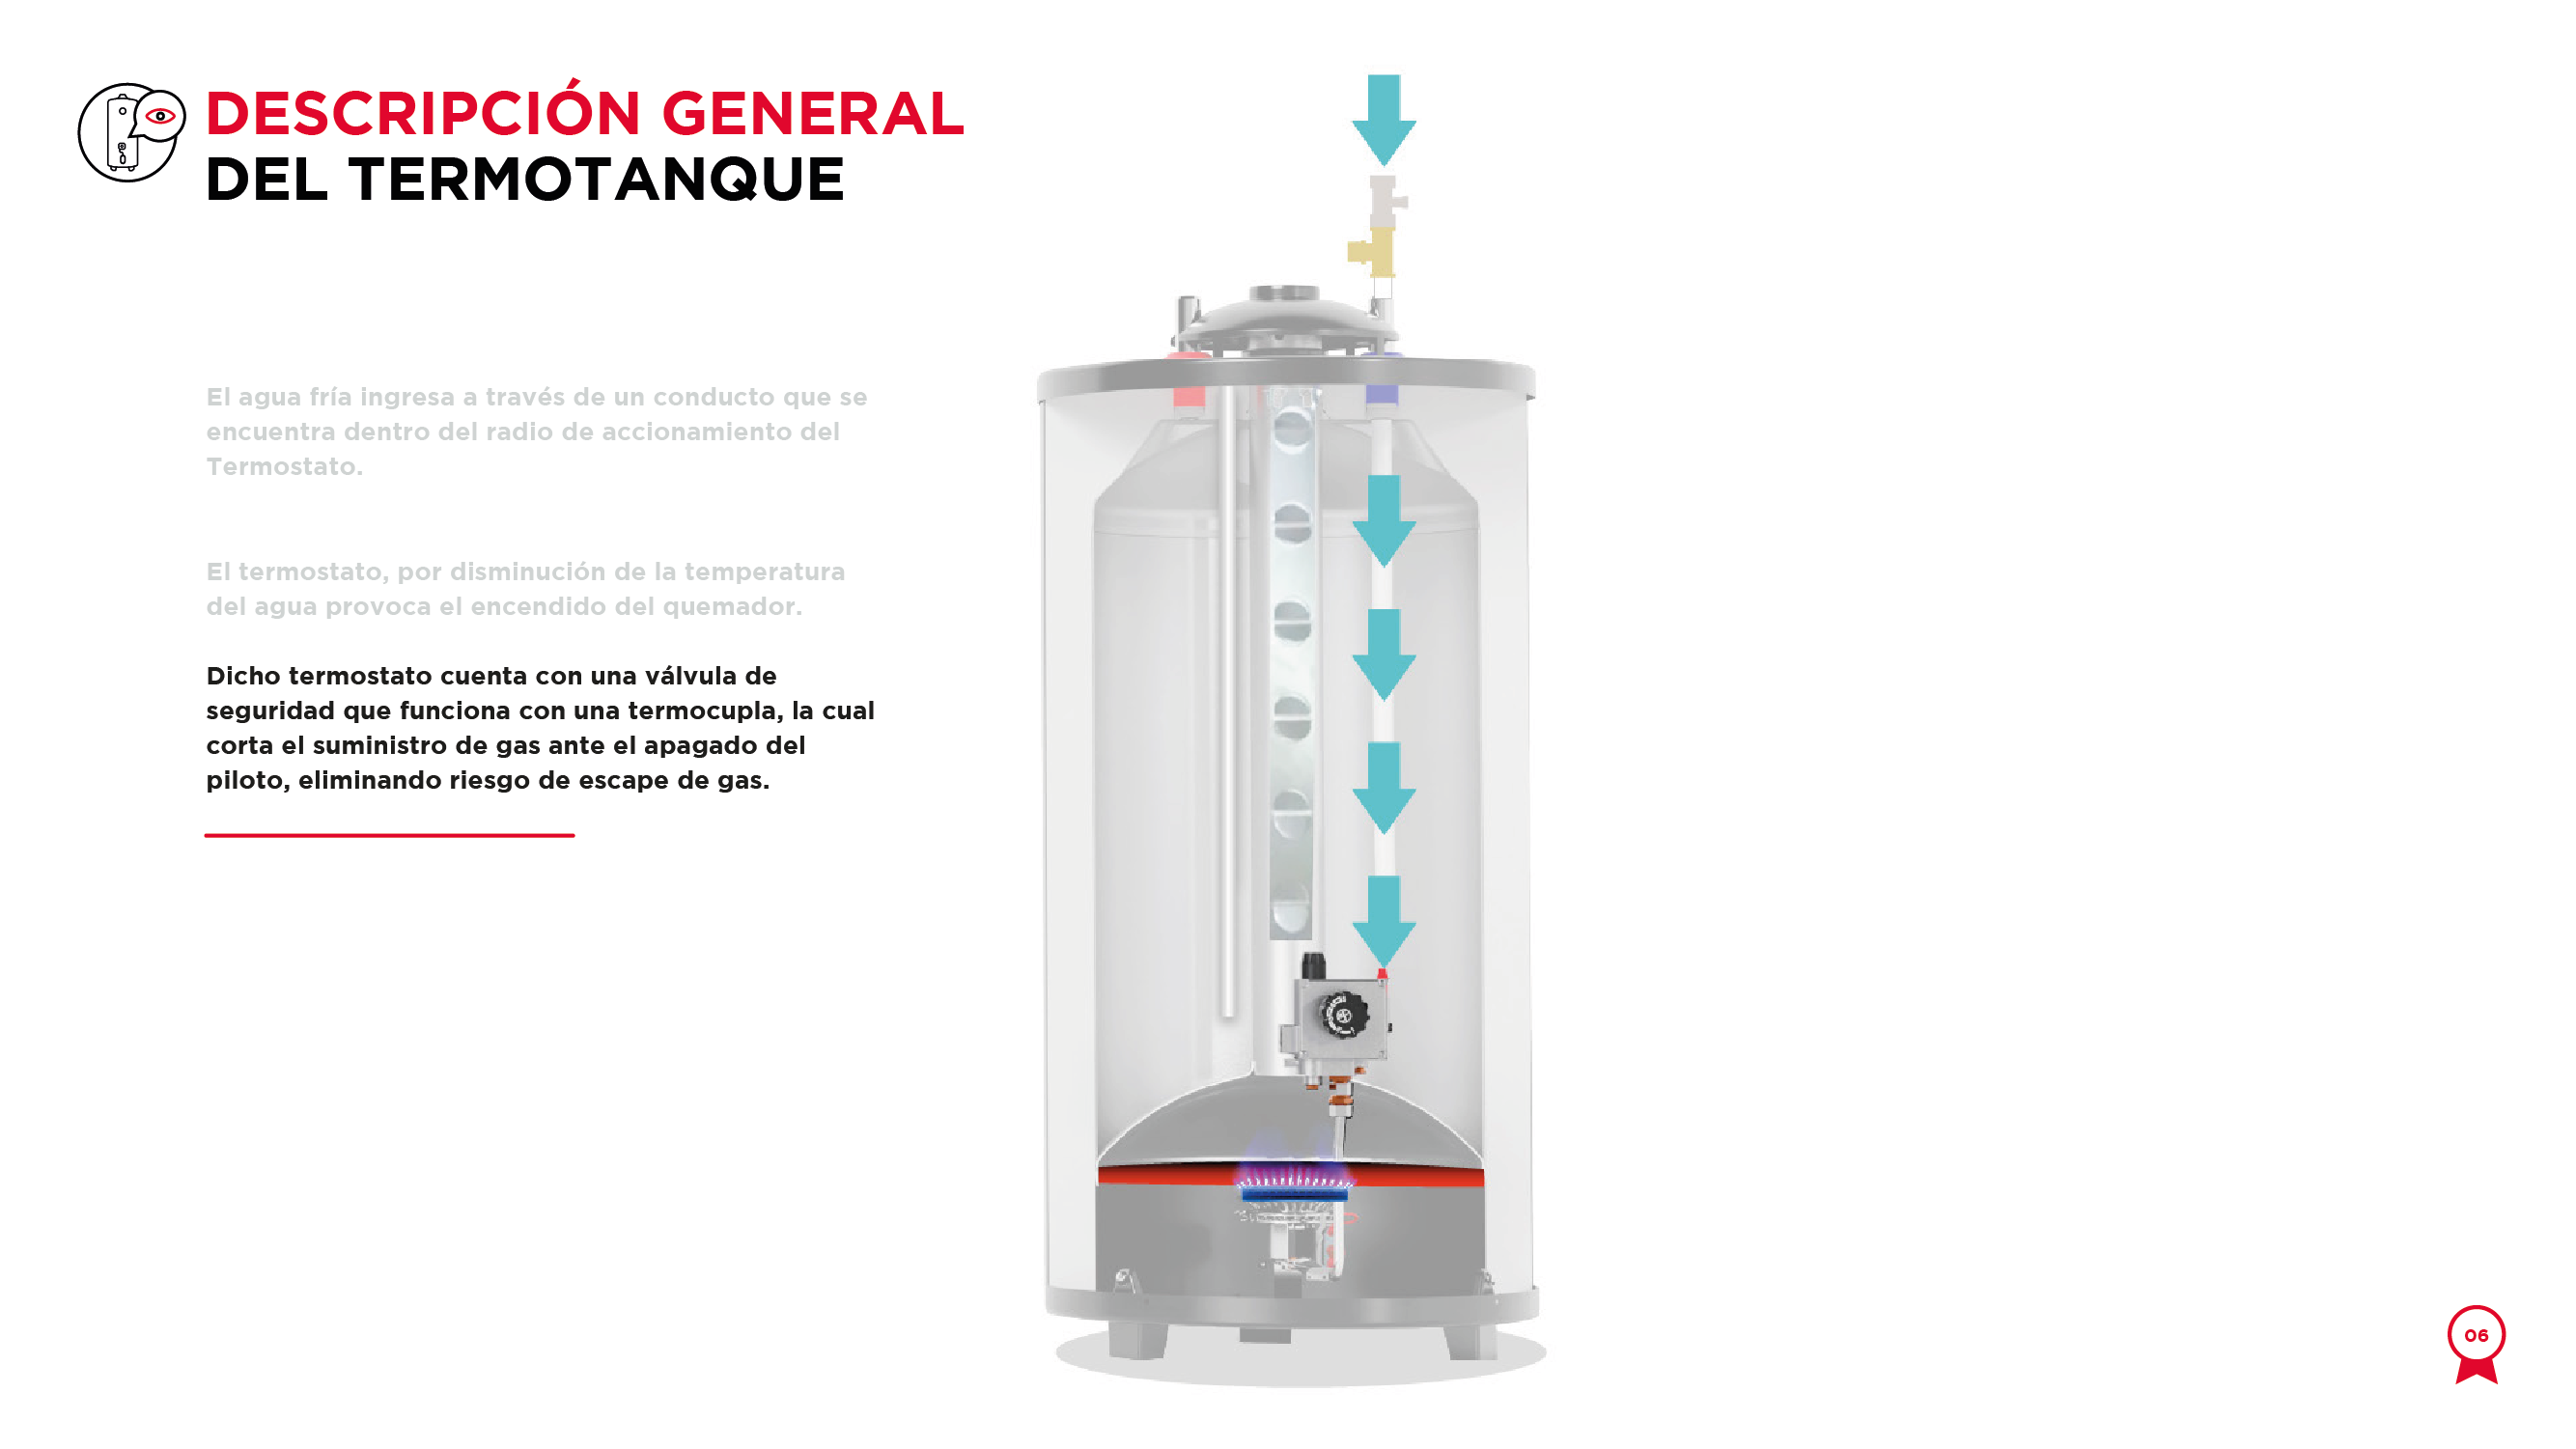 DESCRIPCIÓN GENERAL
DEL TERMOTANQUE
El agua fría ingresa a través de un conducto que se
encuentra dentro del radio de accionamiento del
Termostato.
El termostato, por disminución de la temperatura
del agua provoca el encendido del quemador.
Dicho termostato cuenta con una válvula de
seguridad que funciona con una termocupla, la cual
corta el suministro de gas ante el apagado del
piloto, eliminando riesgo de escape de gas.
06